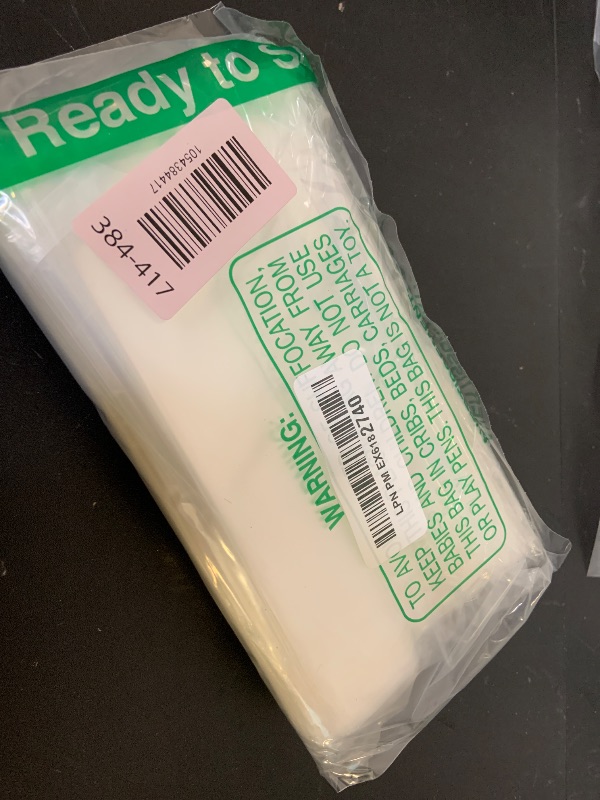 Ready to S
1054384417
384-417
WARNING:
TO AV FOCATION,
KEEP AWAY FROM
BABIES AND CHILDREN. DO NOT USE
THIS BAG IN CRIBS, BEDS, CARRIAGES
OR PLAY PENS. THIS BAG IS NOT A TOY.
LPN PM EX6182740